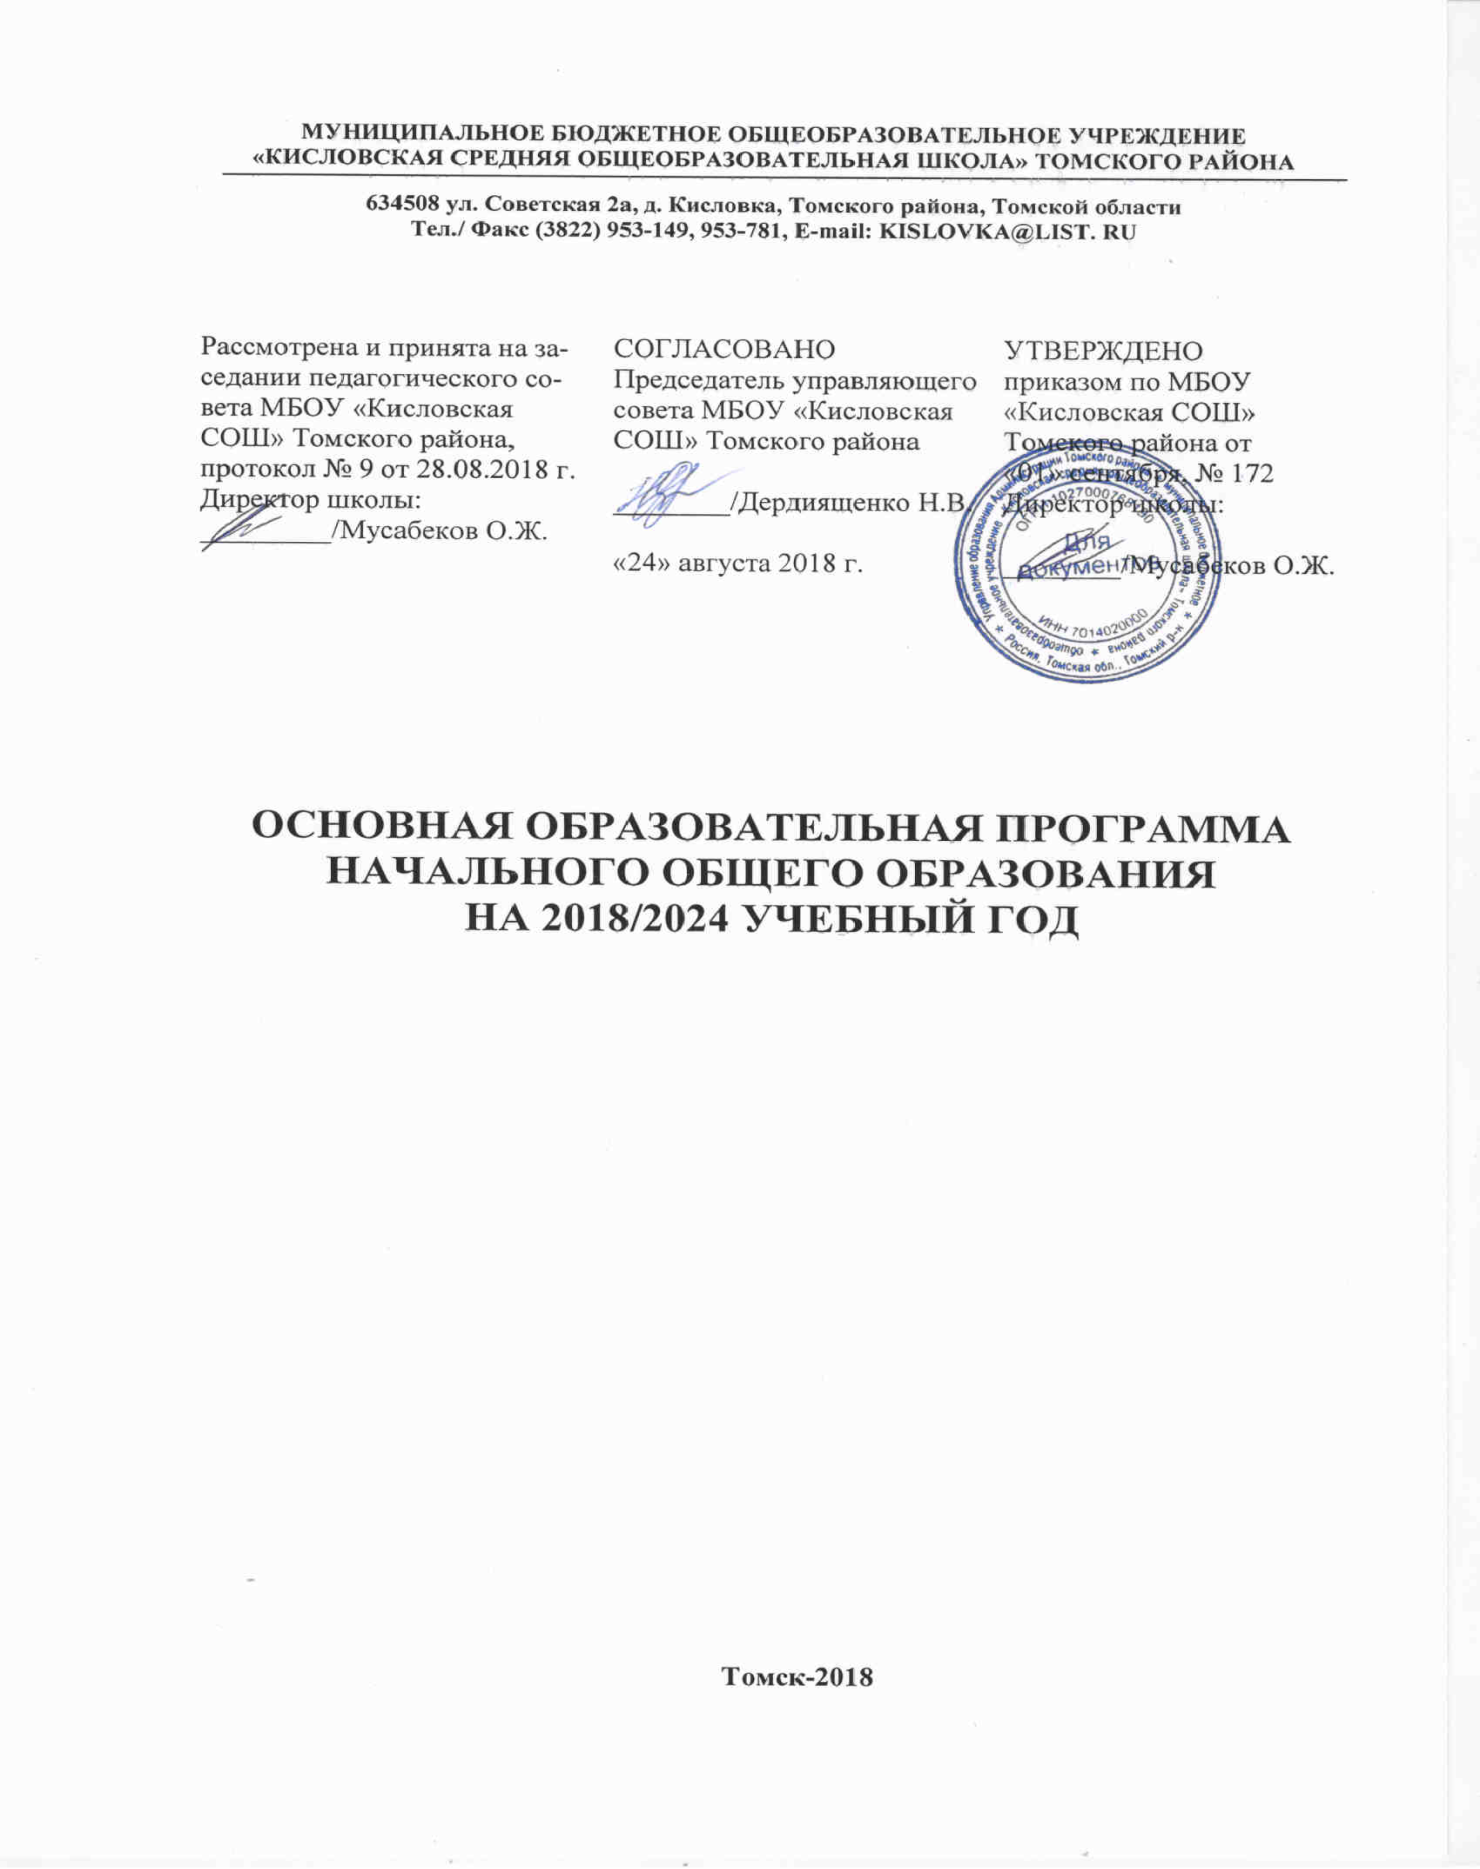 МУНИЦИПАЛЬНОЕ БЮДЖЕТНОЕ ОБЩЕОБРАЗОВАТЕЛЬНОЕ УЧРЕЖДЕНИЕ
«КИСЛОВСКАЯ СРЕДНЯЯ ОБЩЕОБРАЗОВАТЕЛЬНАЯ ШКОЛА» ТОМСКОГО РАЙОНА
634508 ул. Советская 2а, д. Кисловка, Томского района, Томской области
Тел./ Факс (3822) 953-149, 953-781, E-mail: KISLOVKA@LIST. RU
Рассмотрена и принята на за-
седании педагогического со-
вета МБОУ «Кисловская
СОШ» Томского района,
протокол № 9 от 28.08.2018 г.
Директор школы:
/Мусабеков О.Ж.
СОГЛАСОВАНО
Председатель управляющего
совета МБОУ «Кисловская
СОШ» Томского района
/Дердиященко Н.В.
«24» августа 2018 г.
УТВЕРЖДЕНО
приказом по МБОУ
«Кисловская СОШ»
Томского района от
«01» сентября, № 172
Директор школы:
/Мусабеков О.Ж.
Для
документов
ИНН 7014020000
Россия, Томская обл., Томский р-н
ОСНОВНАЯ ОБРАЗОВАТЕЛЬНАЯ ПРОГРАММА
НАЧАЛЬНОГО ОБЩЕГО ОБРАЗОВАНИЯ
НА 2018/2024 УЧЕБНЫЙ ГОД
Томск-2018